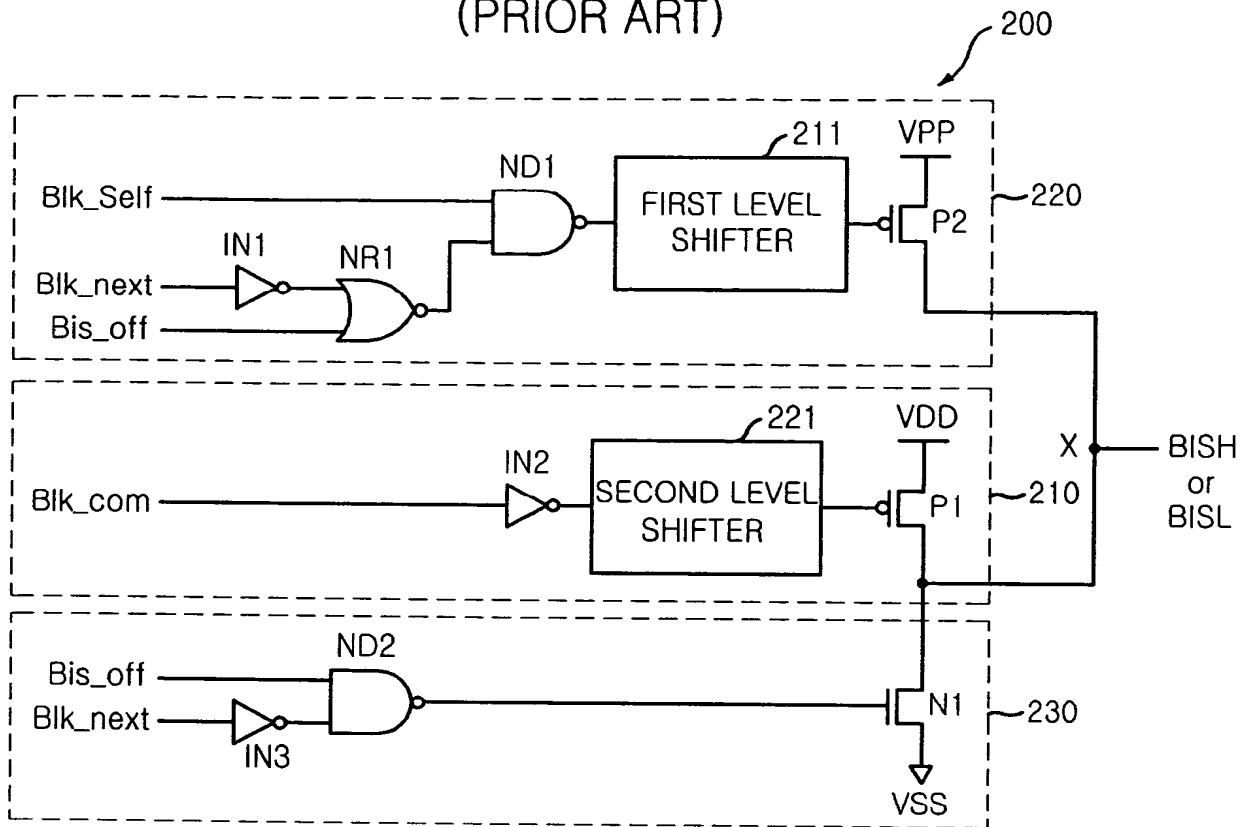 (PRIOR ART)
200
211
VPP
ND1
Blk_Self
FIRST LEVEL
SHIFTER
P2
220
IN1
NR1
Blk_next
Bis_off
221
VDD
IN2
X
BISH
or
BISL
Blk_com
SECOND LEVEL
SHIFTER
P1
210
ND2
Bis_off
Blk_next
IN3
N1
230
VSS